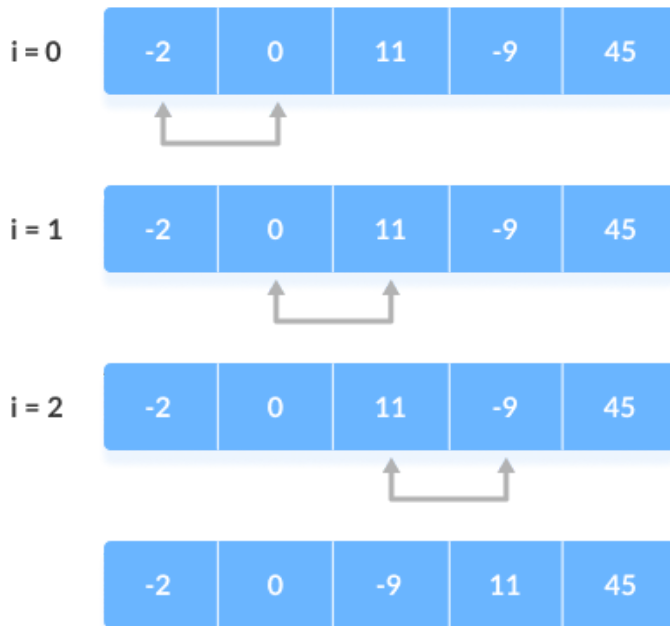 i = 0 -2 0 11 -9 45
i = 1 -2 0 11 -9 45
i = 2 -2 0 11 -9 45
-2 0 -9 11 45